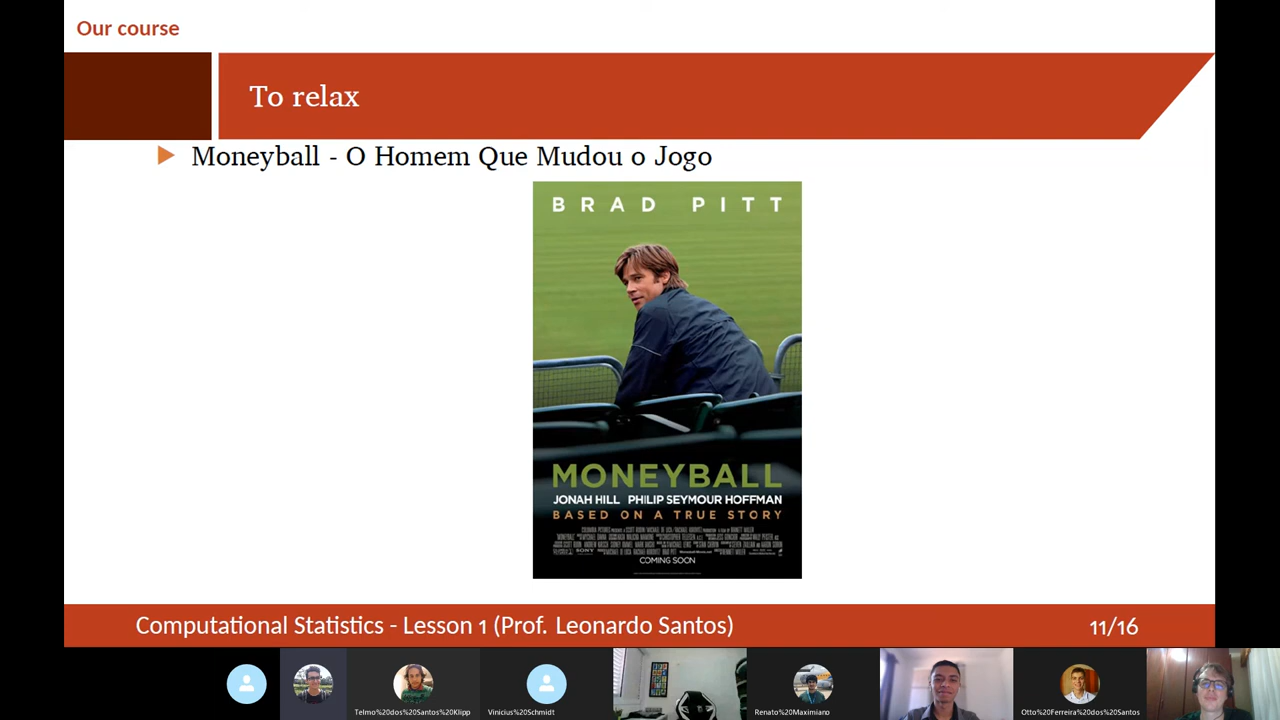 Our course
To relax
Moneyball - O Homem Que Mudou o Jogo
BRAD PITT
MONEYBALL
JONAH HILL PHILIP SEYMOUR HOFFMAN
BASED ON A TRUE STORY
COMING SOON
Computational Statistics - Lesson 1 (Prof. Leonardo Santos)
11/16
Telmo%20dos%20Santos%20Klipp
Vinicius%20Schmidt
Renato%20Maximiano
Otto%20Ferreira%20dos%20Santos